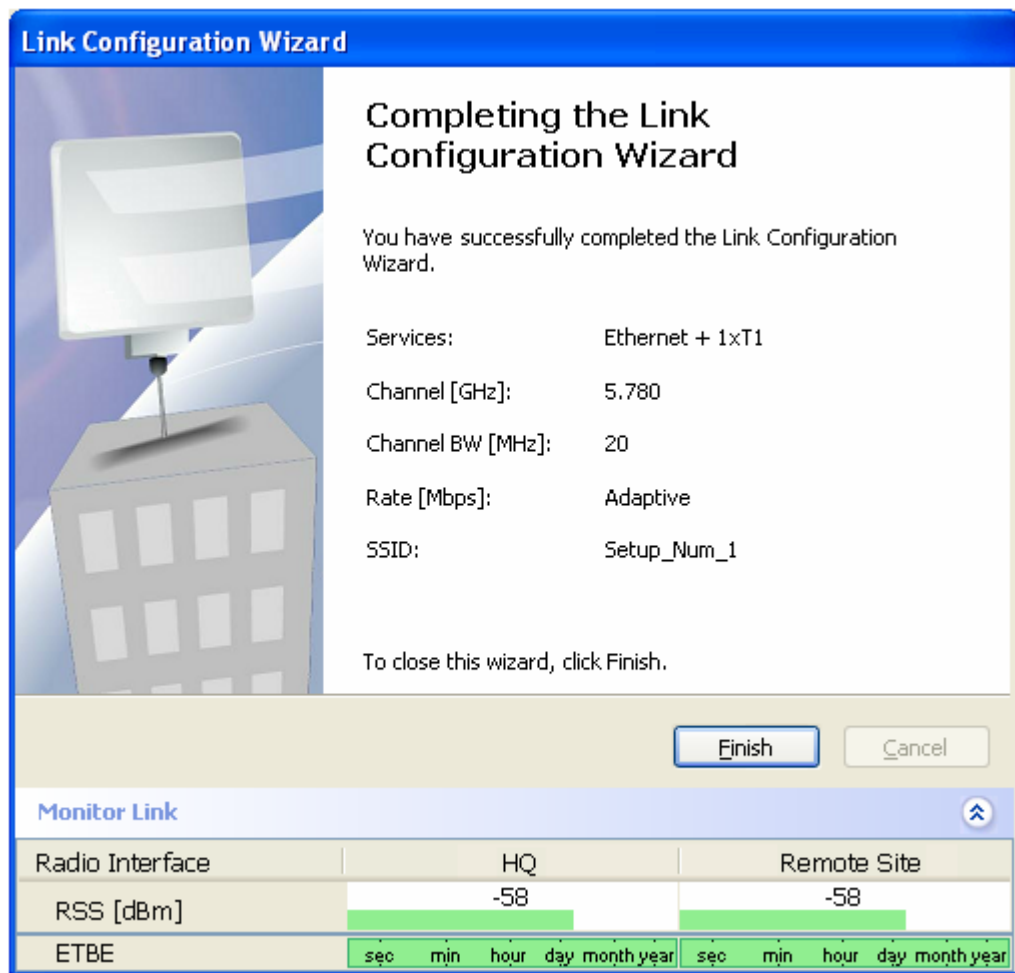 Link Configuration Wizard
Completing the Link
Configuration Wizard
You have successfully completed the Link Configuration
Wizard.
Services: Ethernet + 1xT1
Channel [GHz]: 5.780
Channel BW [MHz]: 20
Rate [Mbps]: Adaptive
SSID: Setup_Num_1
To close this wizard, click Finish.
Finish Cancel
Monitor Link
Radio Interface HQ Remote Site
RSS [dBm] -58 -58
ETBE sec min hour day month year sec min hour day month year